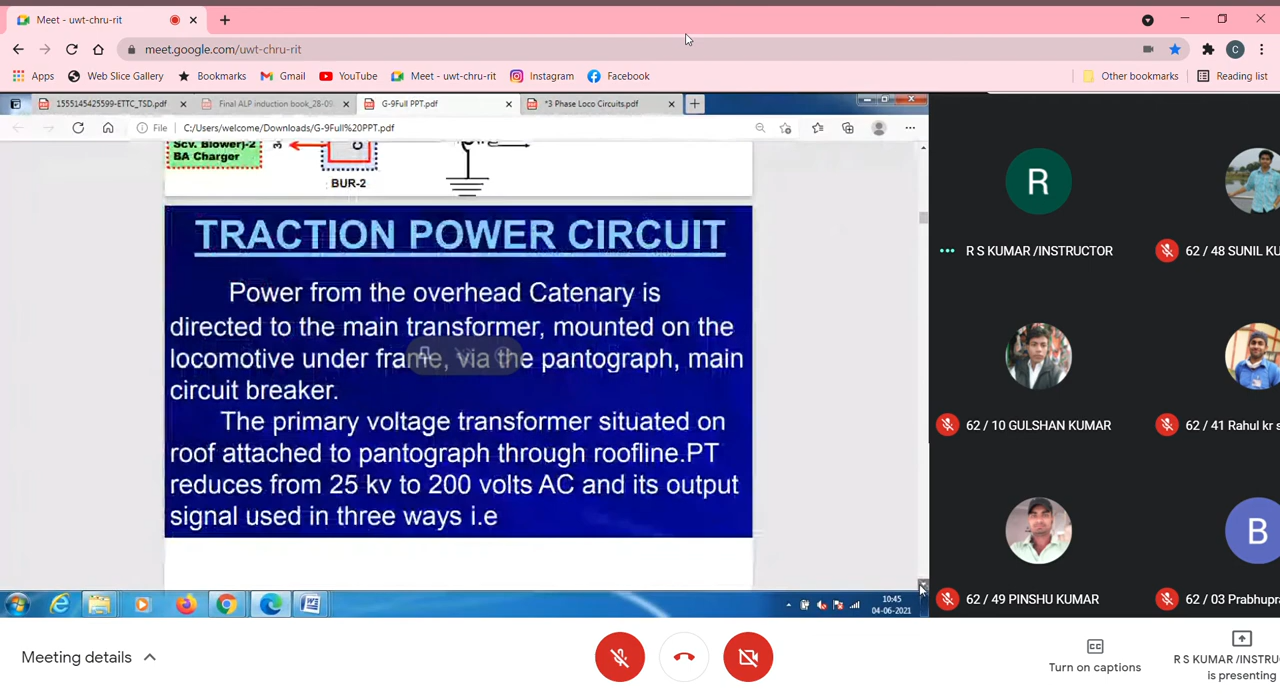 Meet - uwt-chru-rit
meet.google.com/uwt-chru-rit
Apps Web Slice Gallery Bookmarks Gmail YouTube Meet - uwt-chru-rit Instagram Facebook Other bookmarks Reading list
C
1555145425599-ETTC_TSD.pdf Final ALP induction book_28-09 G-9Full PPT.pdf *3 Phase Loco Circuits.pdf
File C:/Users/welcome/Downloads/G-9Full%20PPT.pdf
Scv. Blower)-2
BA Charger
BUR-2
TRACTION POWER CIRCUIT
Power from the overhead Catenary is
directed to the main transformer, mounted on the
locomotive under frame, via the pantograph, main
circuit breaker.
The primary voltage transformer situated on
roof attached to pantograph through roofline.PT
reduces from 25 kv to 200 volts AC and its output
signal used in three ways i.e
10:45
04-06-2021
R
R S KUMAR /INSTRUCTOR
62 / 48 SUNIL KU
62 / 10 GULSHAN KUMAR
62 / 41 Rahul kr s
B
62 / 49 PINSHU KUMAR
62 / 03 Prabhupra
Meeting details
Turn on captions
R S KUMAR /INSTRU
is presenting